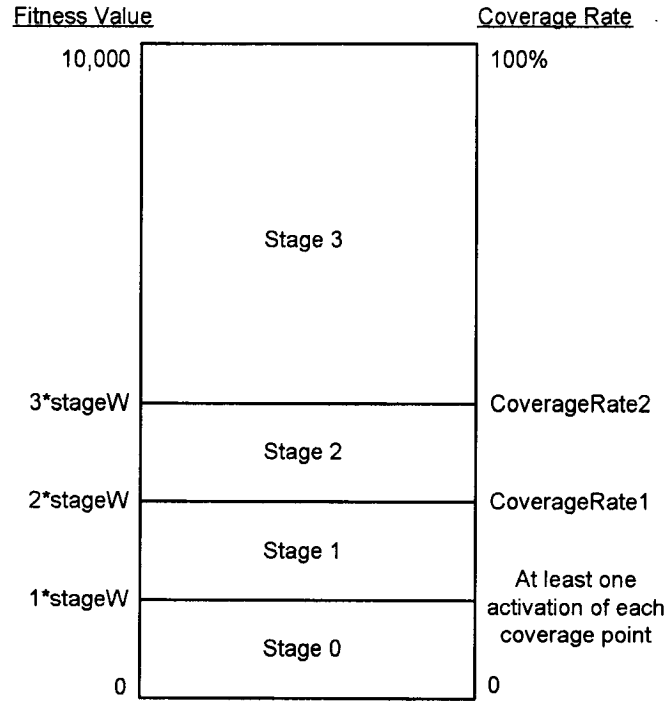 Fitness Value Coverage Rate
10,000 100%
Stage 3
3*stageW CoverageRate2
Stage 2
2*stageW CoverageRate1
Stage 1
1*stageW
At least one
activation of each
coverage point
Stage 0
0 0